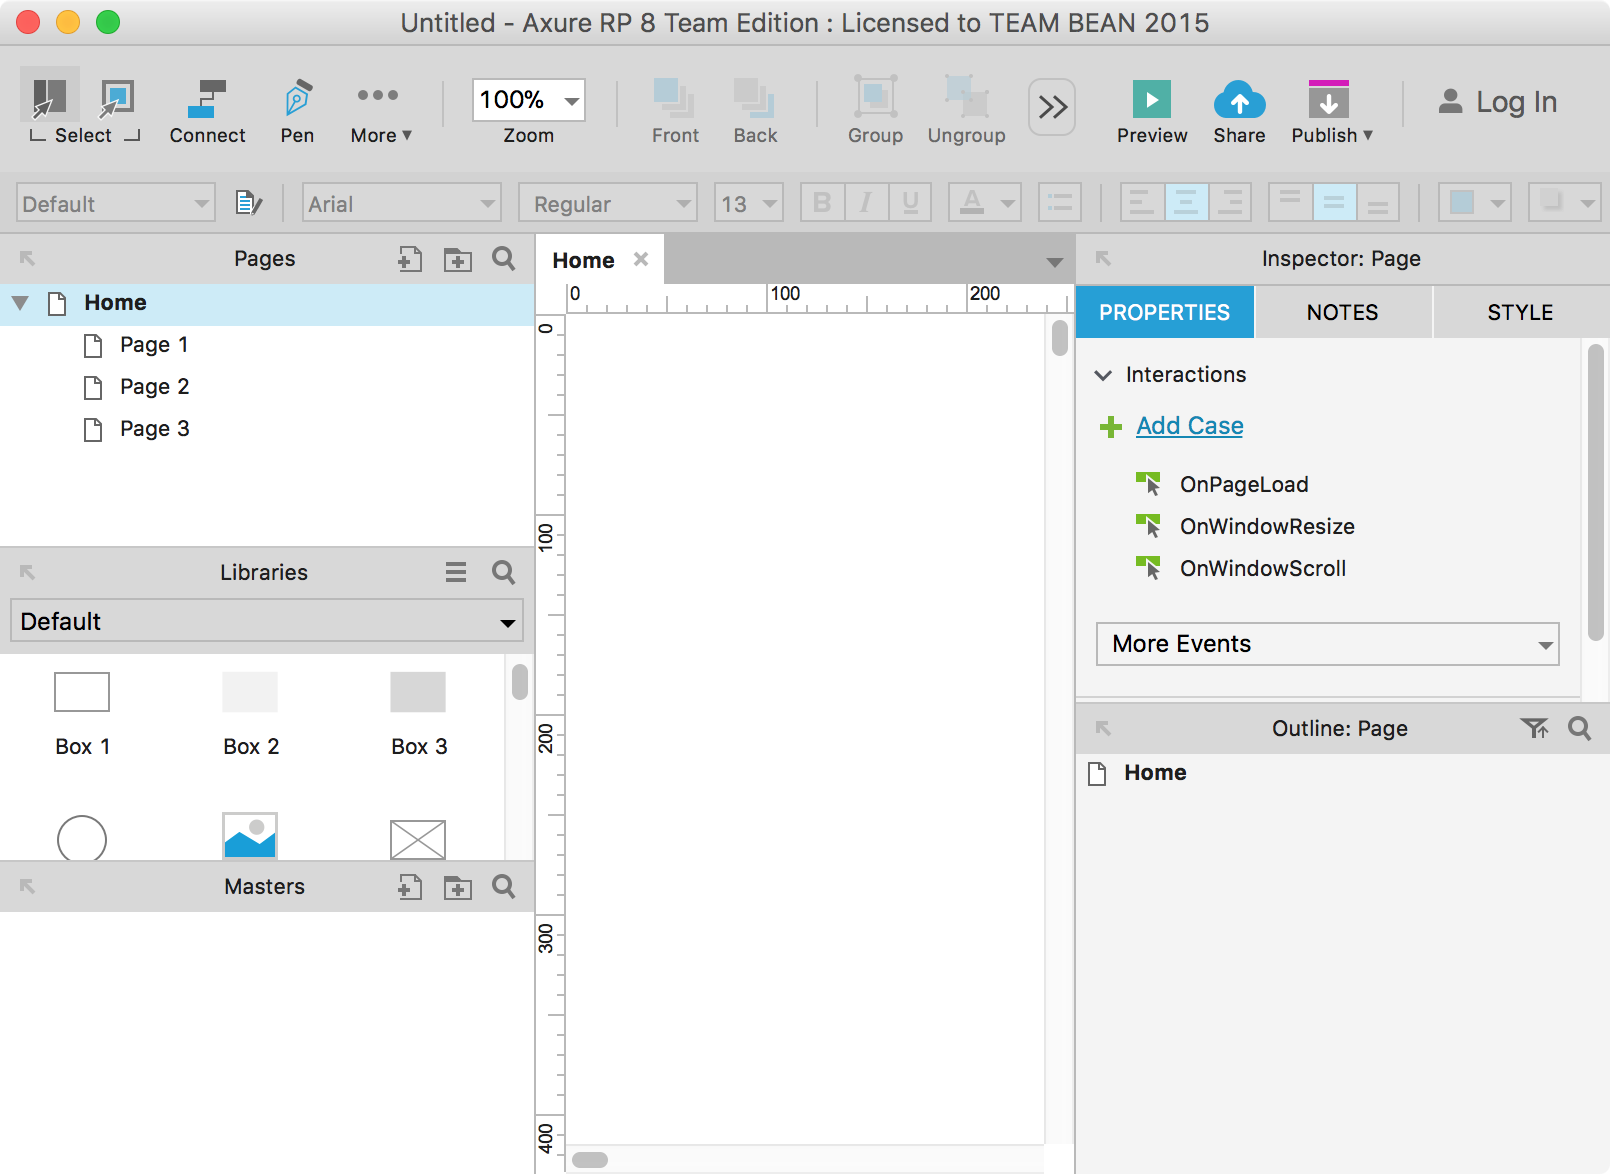 Untitled - Axure RP 8 Team Edition : Licensed to TEAM BEAN 2015
Select
Connect
Pen
More
100%
Zoom
Front
Back
Group
Ungroup
Preview
Share
Publish
Log In
Default
Arial
Regular
13
B I U A
Pages
Home
Page 1
Page 2
Page 3
Libraries
Default
Box 1
Box 2
Box 3
Masters
Home
0 100 200
0
100
200
300
400
Inspector: Page
PROPERTIES
NOTES
STYLE
Interactions
Add Case
OnPageLoad
OnWindowResize
OnWindowScroll
More Events
Outline: Page
Home